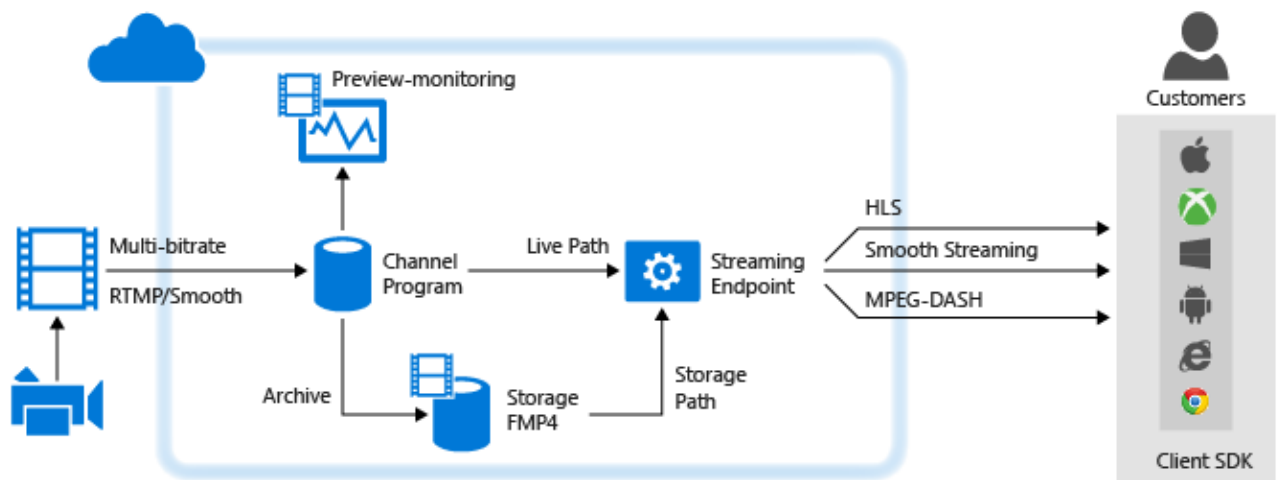 Preview-monitoring
Customers
Multi-bitrate
RTMP/Smooth
Channel
Program
Live Path
Streaming
Endpoint
HLS
Smooth Streaming
MPEG-DASH
Archive
Storage
FMP4
Storage
Path
Client SDK